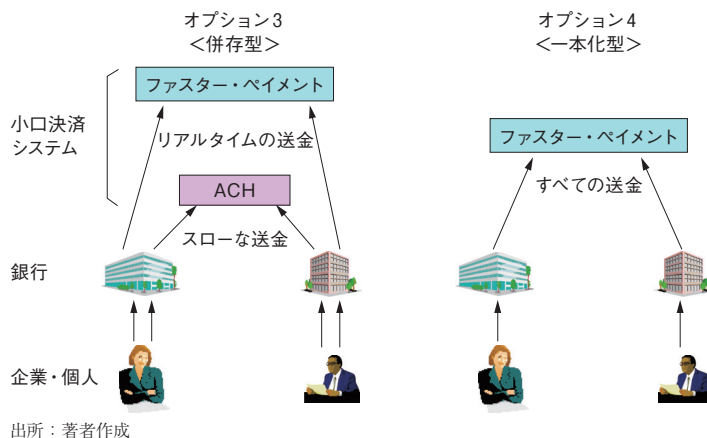 オプション3
<併存型>
オプション4
<一本化型>
ファスター・ペイメント
小口決済
システム
リアルタイムの送金
ACH
スローな送金
ファスター・ペイメント
すべての送金
銀行
企業・個人
出所：著者作成